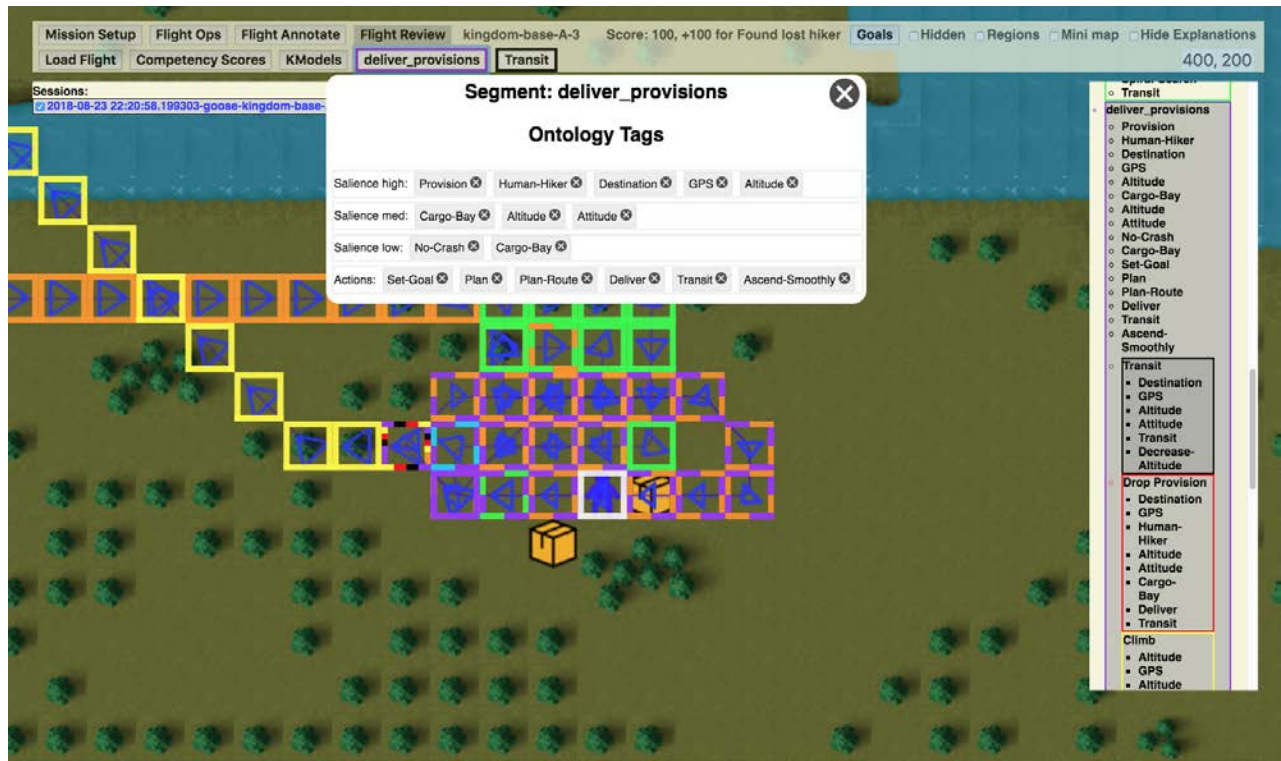 Mission Setup Flight Ops Flight Annotate Flight Review kingdom-base-A-3 Score: 100, +100 for Found lost hiker Goals Hidden Regions Mini map Hide Explanations
Load Flight Competency Scores KModels deliver_provisions Transit 400, 200
Sessions:
2018-08-23 22:20:58.199303-goose-kingdom-base-
Segment: deliver_provisions
Ontology Tags
Salience high: Provision Human-Hiker Destination GPS Altitude
Salience med: Cargo-Bay Altitude Attitude
Salience low: No-Crash Cargo-Bay
Actions: Set-Goal Plan Plan-Route Deliver Transit Ascend-Smoothly
Transit
deliver_provisions
Provision
Human-Hiker
Destination
GPS
Altitude
Cargo-Bay
Altitude
Attitude
No-Crash
Cargo-Bay
Set-Goal
Plan
Plan-Route
Deliver
Transit
Ascend-
Smoothly
Transit
Destination
GPS
Altitude
Attitude
Transit
Decrease-
Altitude
Drop Provision
Destination
GPS
Human-
Hiker
Altitude
Attitude
Cargo-
Bay
Deliver
Transit
Climb
Altitude
GPS
Altitude